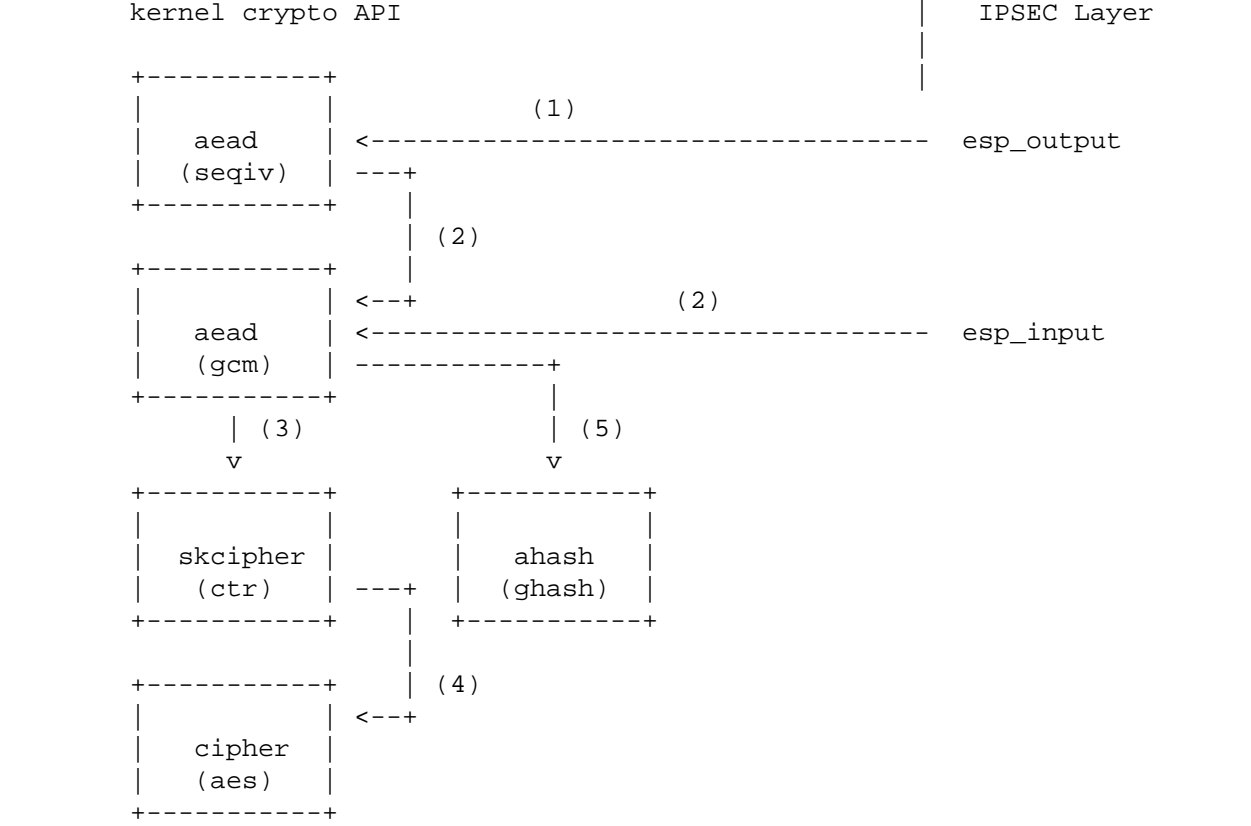 kernel crypto API | IPSEC Layer
|
+-----------+ |
| | (1)
| aead | <----------------------------------- esp_output
| (seqiv) | ---+
+-----------+ |
| (2)
+-----------+ |
| | <--+ (2)
| aead | <----------------------------------- esp_input
| (gcm) | ------------+
+-----------+ |
| (3) | (5)
v v
+-----------+ +-----------+
| | | |
| skcipher | | ahash |
| (ctr) | ---+ | (ghash) |
+-----------+ | +-----------+
|
+-----------+ | (4)
| | <--+
| cipher |
| (aes) |
+-----------+